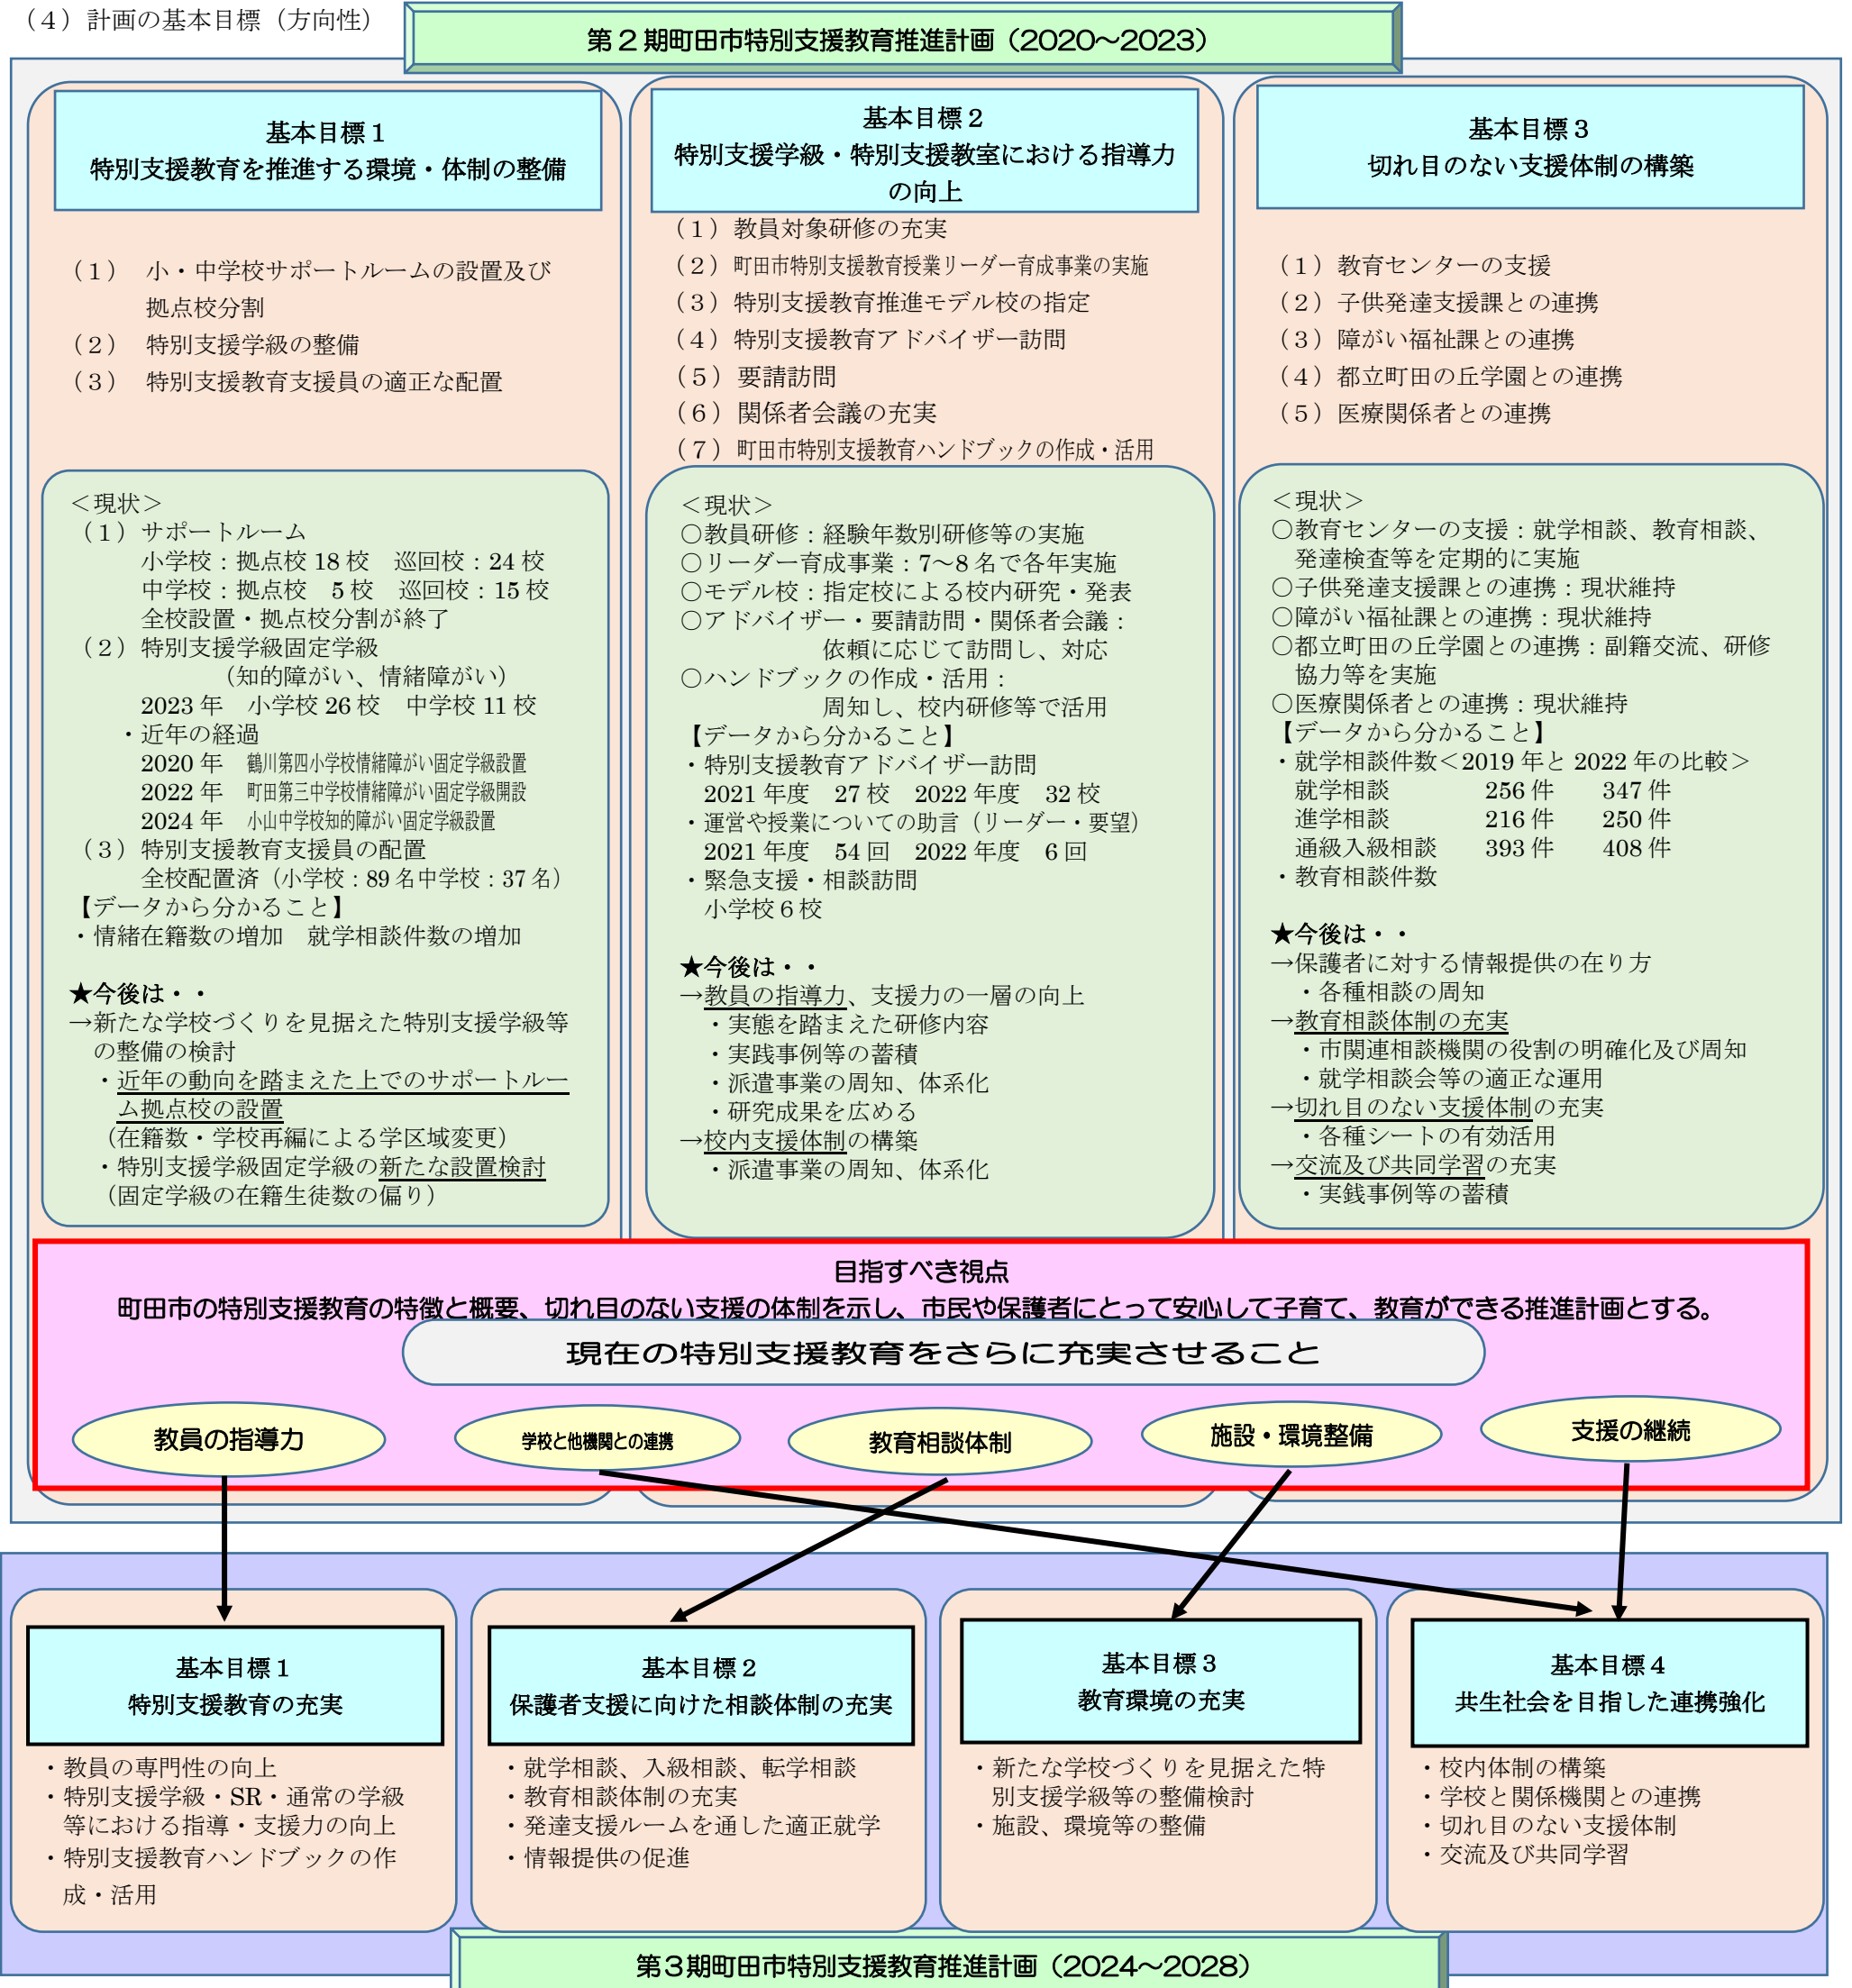 （４）計画の基本目標（方向性）
第２期町田市特別支援教育推進計画（2020～2023）
基本目標１
特別支援教育を推進する環境・体制の整備
（１）　小・中学校サポートルームの設置及び
拠点校分割
（２）　特別支援学級の整備
（３）　特別支援教育支援員の適正な配置
＜現状＞
（１）サポートルーム
小学校：拠点校 18 校　巡回校：24 校
中学校：拠点校　5 校　巡回校：15 校
全校設置・拠点校分割が終了
（２）特別支援学級固定学級
（知的障がい、情緒障がい）
2023 年　小学校 26 校　中学校 11 校
・近年の経過
2020 年　鶴川第四小学校情緒障がい固定学級設置
2022 年　町田第三中学校情緒障がい固定学級開設
2024 年　小山中学校知的障がい固定学級設置
（３）特別支援教育支援員の配置
全校配置済（小学校：89 名中学校：37 名）
【データから分かること】
・情緒在籍数の増加　就学相談件数の増加
★今後は・・
→新たな学校づくりを見据えた特別支援学級等
の整備の検討
・近年の動向を踏まえた上でのサポートルー
ム拠点校の設置
（在籍数・学校再編による学区域変更）
・特別支援学級固定学級の新たな設置検討
（固定学級の在籍生徒数の偏り）
基本目標２
特別支援学級・特別支援教室における指導力
の向上
（１）教員対象研修の充実
（２）町田市特別支援教育授業リーダー育成事業の実施
（３）特別支援教育推進モデル校の指定
（４）特別支援教育アドバイザー訪問
（５）要請訪問
（６）関係者会議の充実
（７）町田市特別支援教育ハンドブックの作成・活用
＜現状＞
○教員研修：経験年数別研修等の実施
○リーダー育成事業：7～8 名で各年実施
○モデル校：指定校による校内研究・発表
○アドバイザー・要請訪問・関係者会議：
依頼に応じて訪問し、対応
○ハンドブックの作成・活用：
周知し、校内研修等で活用
【データから分かること】
・特別支援教育アドバイザー訪問
2021 年度　27 校　2022 年度　32 校
・運営や授業についての助言（リーダー・要望）
2021 年度　54 回　2022 年度　6 回
・緊急支援・相談訪問
小学校６校
★今後は・・
→教員の指導力、支援力の一層の向上
・実態を踏まえた研修内容
・実践事例等の蓄積
・派遣事業の周知、体系化
・研究成果を広める
→校内支援体制の構築
・派遣事業の周知、体系化
基本目標３
切れ目のない支援体制の構築
（１）教育センターの支援
（２）子供発達支援課との連携
（３）障がい福祉課との連携
（４）都立町田の丘学園との連携
（５）医療関係者との連携
＜現状＞
○教育センターの支援：就学相談、教育相談、
発達検査等を定期的に実施
○子供発達支援課との連携：現状維持
○障がい福祉課との連携：現状維持
○都立町田の丘学園との連携：副籍交流、研修
協力等を実施
○医療関係者との連携：現状維持
【データから分かること】
・就学相談件数＜2019 年と 2022 年の比較＞
就学相談　　　　256 件　　347 件
進学相談　　　　216 件　　250 件
通級入級相談　　393 件　　408 件
・教育相談件数
★今後は・・
→保護者に対する情報提供の在り方
・各種相談の周知
→教育相談体制の充実
・市関連相談機関の役割の明確化及び周知
・就学相談会等の適正な運用
→切れ目のない支援体制の充実
・各種シートの有効活用
→交流及び共同学習の充実
・実銭事例等の蓄積
目指すべき視点
町田市の特別支援教育の特徴と概要、切れ目のない支援の体制を示し、市民や保護者にとって安心して子育て、教育ができる推進計画とする。
現在の特別支援教育をさらに充実させること
教員の指導力
学校と他機関との連携
教育相談体制
施設・環境整備
支援の継続
基本目標１
特別支援教育の充実
・教員の専門性の向上
・特別支援学級・SR・通常の学級
等における指導・支援力の向上
・特別支援教育ハンドブックの作
成・活用
基本目標２
保護者支援に向けた相談体制の充実
・就学相談、入級相談、転学相談
・教育相談体制の充実
・発達支援ルームを通した適正就学
・情報提供の促進
基本目標３
教育環境の充実
・新たな学校づくりを見据えた特
別支援学級等の整備検討
・施設、環境等の整備
基本目標４
共生社会を目指した連携強化
・校内体制の構築
・学校と関係機関との連携
・切れ目のない支援体制
・交流及び共同学習
第３期町田市特別支援教育推進計画（2024～2028）